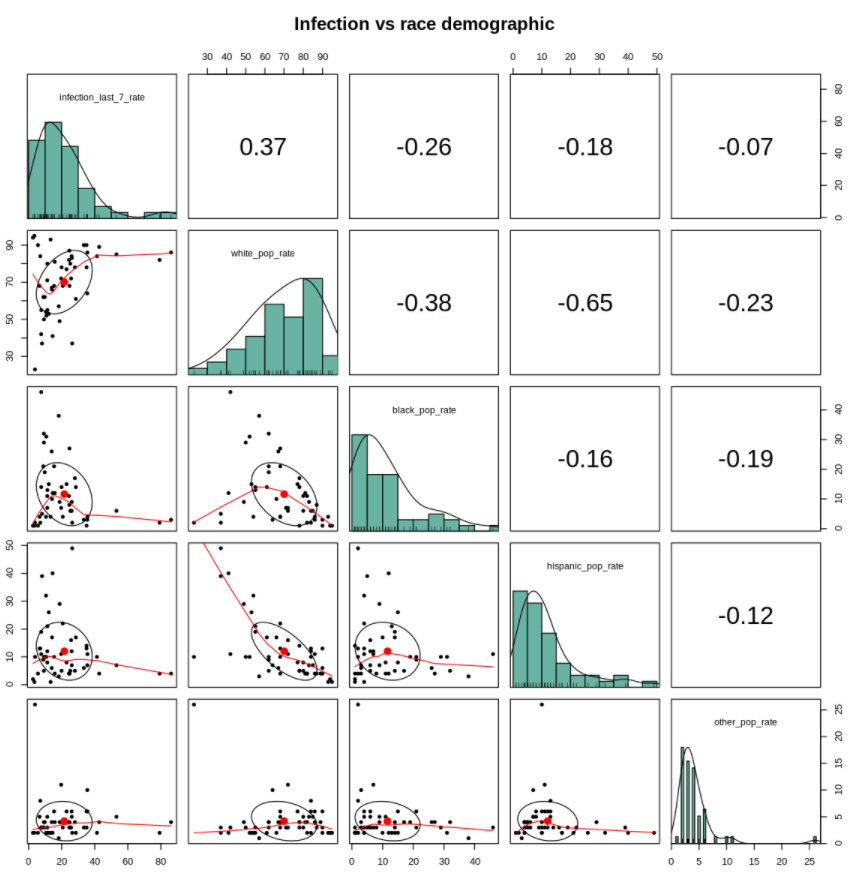 Infection vs race demographic
30 40 50 60 70 80 90
0 10 20 30 40 50
infection_last_7_rate
0.37
-0.26
-0.18
-0.07
0 20 40 60 80
30 50 70 90
white_pop_rate
-0.38
-0.65
-0.23
black_pop_rate
-0.16
-0.19
0 10 20 30 40
0 10 20 30 40 50
hispanic_pop_rate
-0.12
other_pop_rate
0 5 10 15 20 25
0 20 40 60 80
0 10 20 30 40
0 5 10 15 20 25